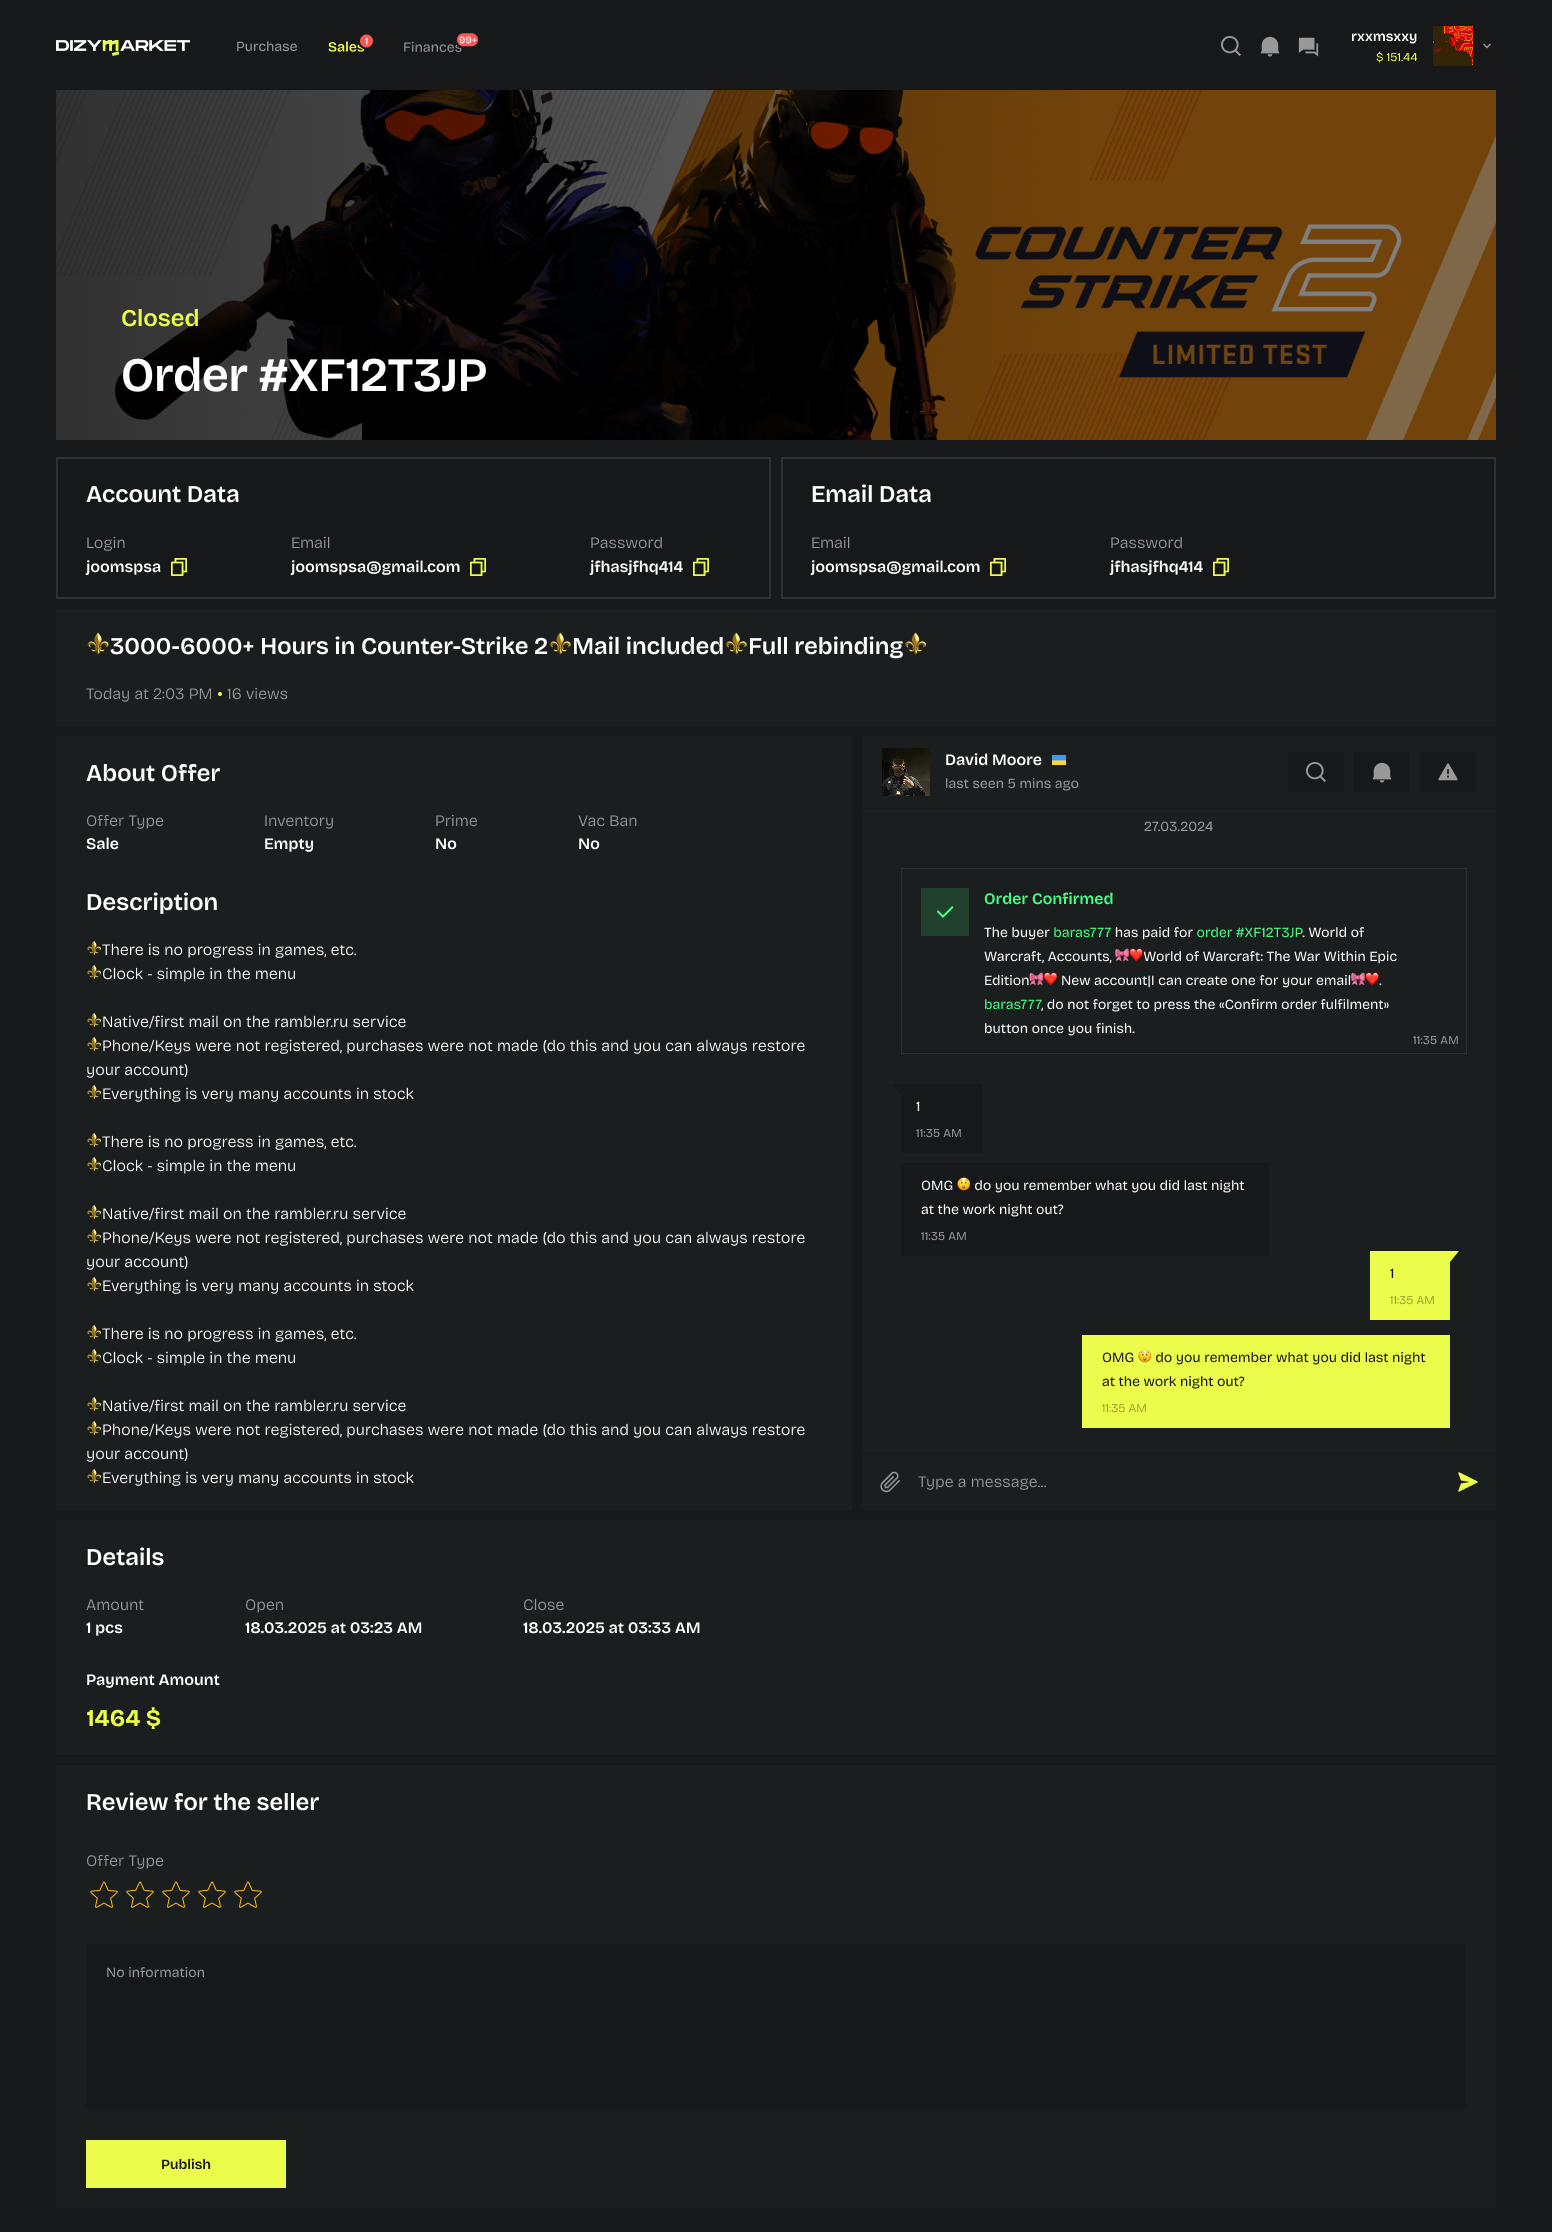 DIZYMARKET
Purchase
Sales
1
Finances
99+
rxxmsxxy
$ 151.44
COUNTER
STRIKE 2
LIMITED TEST
Closed
Order #XF12T3JP
Account Data
Login
Email
Password
joomspsa
joomspsa@gmail.com
jfhasjfhq414
Email Data
Email
Password
joomspsa@gmail.com
jfhasjfhq414
⚜️3000-6000+ Hours in Counter-Strike 2⚜️Mail included⚜️Full rebinding⚜️
Today at 2:03 PM • 16 views
About Offer
Offer Type
Inventory
Prime
Vac Ban
Sale
Empty
No
No
Description
⚜️There is no progress in games, etc.
⚜️Clock - simple in the menu
⚜️Native/first mail on the rambler.ru service
⚜️Phone/Keys were not registered, purchases were not made (do this and you can always restore
your account)
⚜️Everything is very many accounts in stock
⚜️There is no progress in games, etc.
⚜️Clock - simple in the menu
⚜️Native/first mail on the rambler.ru service
⚜️Phone/Keys were not registered, purchases were not made (do this and you can always restore
your account)
⚜️Everything is very many accounts in stock
⚜️There is no progress in games, etc.
⚜️Clock - simple in the menu
⚜️Native/first mail on the rambler.ru service
⚜️Phone/Keys were not registered, purchases were not made (do this and you can always restore
your account)
⚜️Everything is very many accounts in stock
David Moore 🇺🇦
last seen 5 mins ago
27.03.2024
Order Confirmed
The buyer baras777 has paid for order #XF12T3JP. World of
Warcraft, Accounts, 🎀❤️World of Warcraft: The War Within Epic
Edition🎀❤️ New account|I can create one for your email🎀❤️.
baras777, do not forget to press the «Confirm order fulfilment»
button once you finish.
11:35 AM
1
11:35 AM
OMG 😲 do you remember what you did last night
at the work night out?
11:35 AM
1
11:35 AM
OMG 😲 do you remember what you did last night
at the work night out?
11:35 AM
Type a message...
Details
Amount
Open
Close
1 pcs
18.03.2025 at 03:23 AM
18.03.2025 at 03:33 AM
Payment Amount
1464 $
Review for the seller
Offer Type
No information
Publish